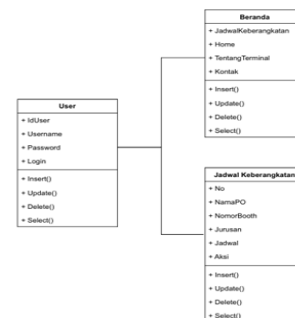 User
+ IdUser
+ Username
+ Password
+ Login
+ Insert()
+ Update()
+ Delete()
+ Select()
Beranda
+ JadwalKeberangkatan
+ Home
+ TentangTerminal
+ Kontak
+ Insert()
+ Update()
+ Delete()
+ Select()
Jadwal Keberangkatan
+ No
+ NamaPO
+ NomorBooth
+ Jurusan
+ Jadwal
+ Aksi
+ Insert()
+ Update()
+ Delete()
+ Select()